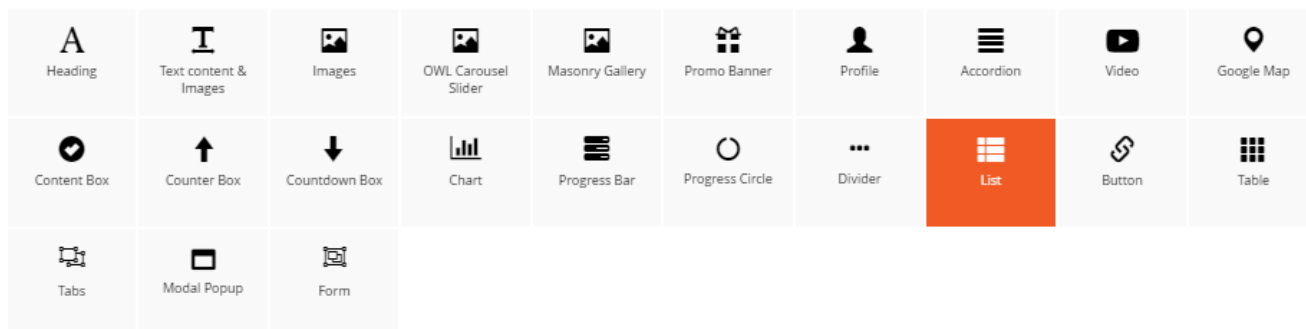 Heading
Text content &
Images
Images
OWL Carousel
Slider
Masonry Gallery
Promo Banner
Profile
Accordion
Video
Google Map
Content Box
Counter Box
Countdown Box
Chart
Progress Bar
Progress Circle
Divider
List
Button
Table
Tabs
Modal Popup
Form